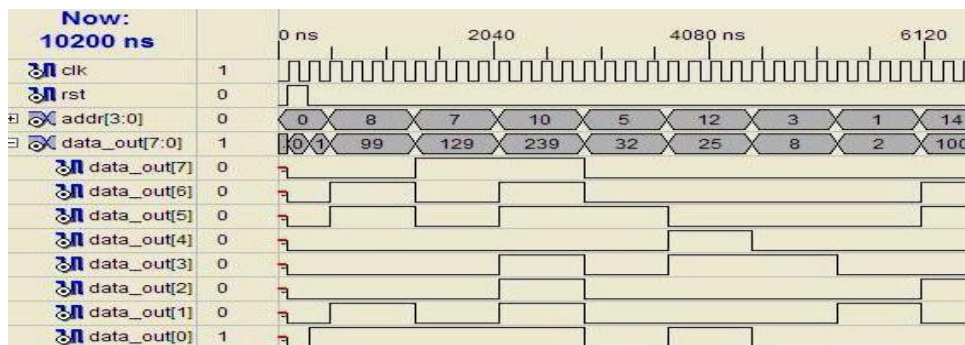 Now:
10200 ns
0 ns 2040 4080 ns 6120
clk 1
rst 0
addr[3:0] 0 0 8 7 10 5 12 3 1 14
data_out[7:0] 1 0 1 99 129 239 32 25 8 2 100
data_out[7] 0
data_out[6] 0
data_out[5] 0
data_out[4] 0
data_out[3] 0
data_out[2] 0
data_out[1] 0
data_out[0] 1